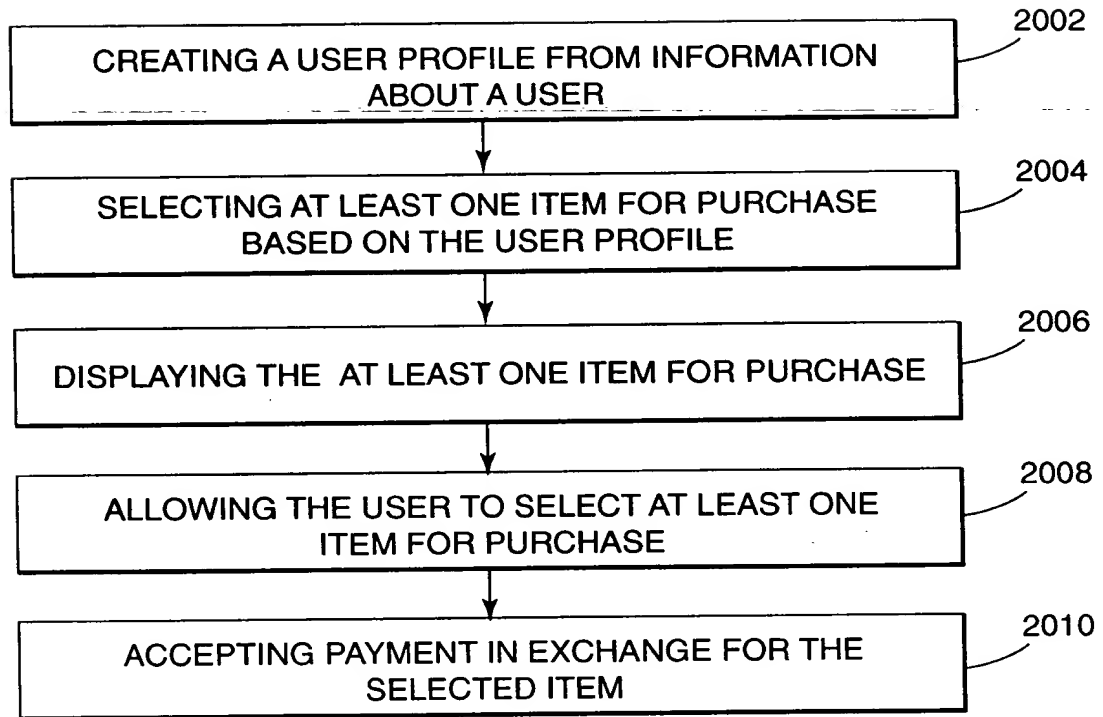 2002
CREATING A USER PROFILE FROM INFORMATION
ABOUT A USER
2004
SELECTING AT LEAST ONE ITEM FOR PURCHASE
BASED ON THE USER PROFILE
2006
DISPLAYING THE AT LEAST ONE ITEM FOR PURCHASE
2008
ALLOWING THE USER TO SELECT AT LEAST ONE
ITEM FOR PURCHASE
2010
ACCEPTING PAYMENT IN EXCHANGE FOR THE
SELECTED ITEM